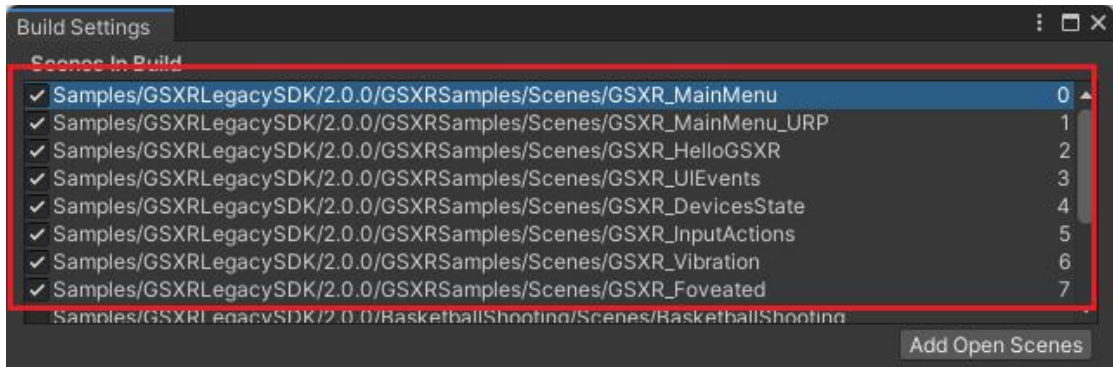 Build Settings
Scenes In Build
Samples/GSXRLegacySDK/2.0.0/GSXRSamples/Scenes/GSXR_MainMenu 0
Samples/GSXRLegacySDK/2.0.0/GSXRSamples/Scenes/GSXR_MainMenu_URP 1
Samples/GSXRLegacySDK/2.0.0/GSXRSamples/Scenes/GSXR_HelloGSXR 2
Samples/GSXRLegacySDK/2.0.0/GSXRSamples/Scenes/GSXR_UIEvents 3
Samples/GSXRLegacySDK/2.0.0/GSXRSamples/Scenes/GSXR_DevicesState 4
Samples/GSXRLegacySDK/2.0.0/GSXRSamples/Scenes/GSXR_InputActions 5
Samples/GSXRLegacySDK/2.0.0/GSXRSamples/Scenes/GSXR_Vibration 6
Samples/GSXRLegacySDK/2.0.0/GSXRSamples/Scenes/GSXR_Foveated 7
Samples/GSXRLegacySDK/2.0.0/BasketballShooting/Scenes/BasketballShooting
Add Open Scenes